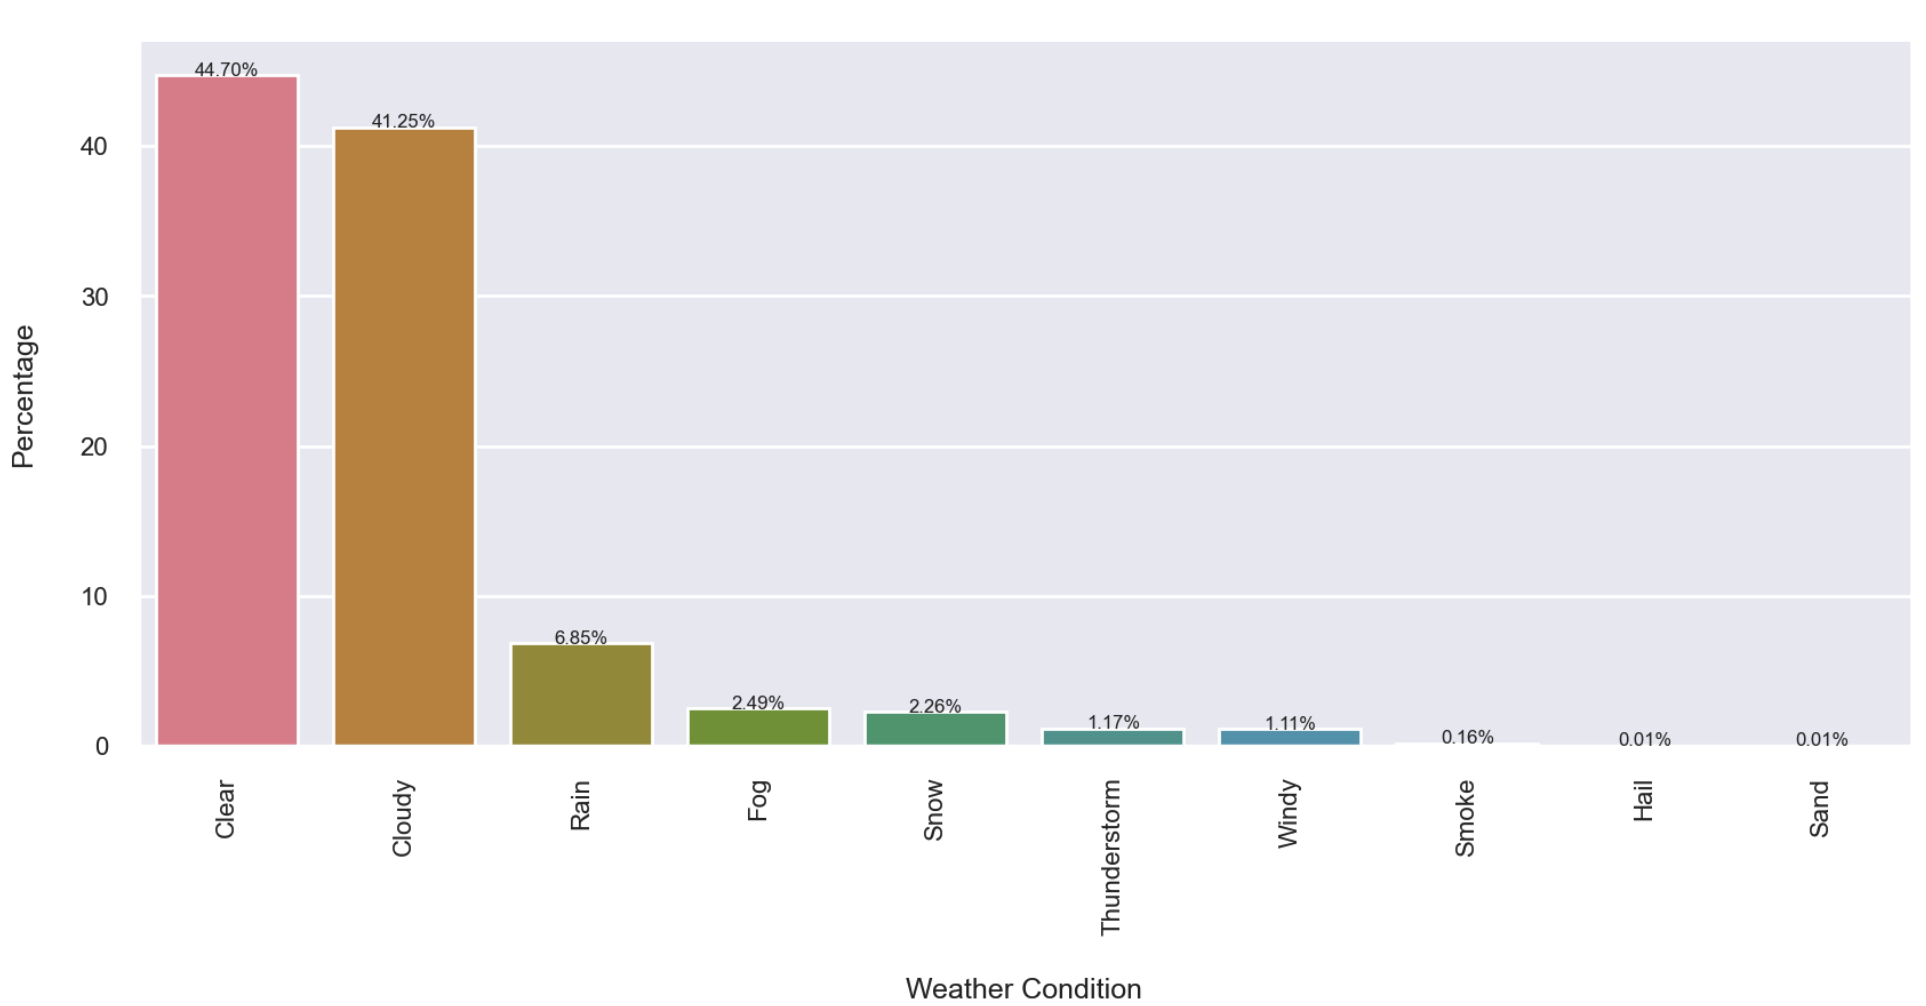 44.70%
41.25%
6.85%
2.49%
2.26%
1.17%
1.11%
0.16%
0.01%
0.01%
40
30
20
10
0
Percentage
Clear
Cloudy
Rain
Fog
Snow
Thunderstorm
Windy
Smoke
Hail
Sand
Weather Condition